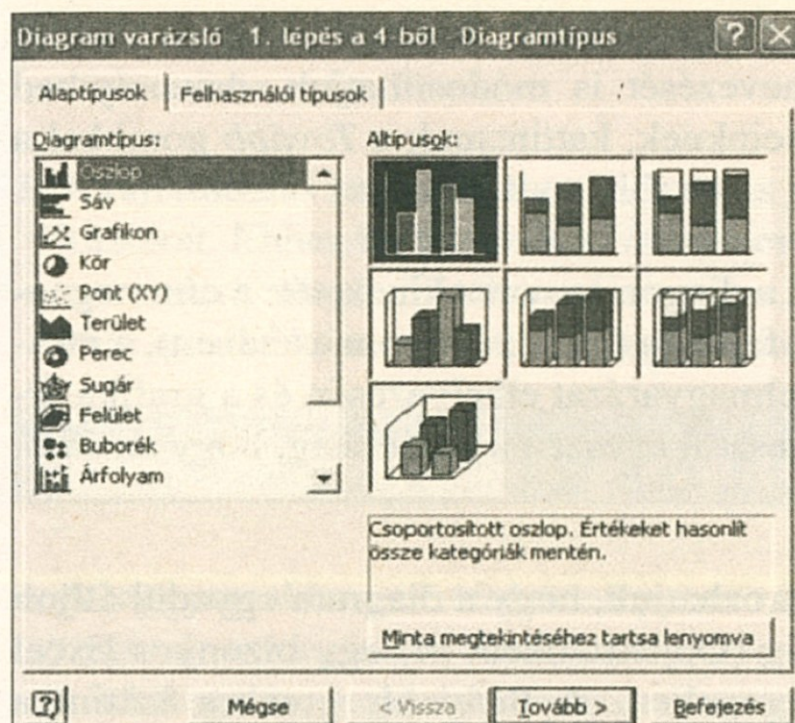 Diagram varázsló - 1. lépés a 4-ből - Diagramtípus
Alaptípusok
Felhasználói típusok
Diagramtípus:
Oszlop
Sáv
Grafikon
Kör
Pont (XY)
Terület
Perec
Sugár
Felület
Buborék
Árfolyam
Altípusok:
Csoportosított oszlop. Értékeket hasonlít
össze kategóriák mentén.
Minta megtekintéséhez tartsa lenyomva
Mégse
< Vissza
Tovább >
Befejezés